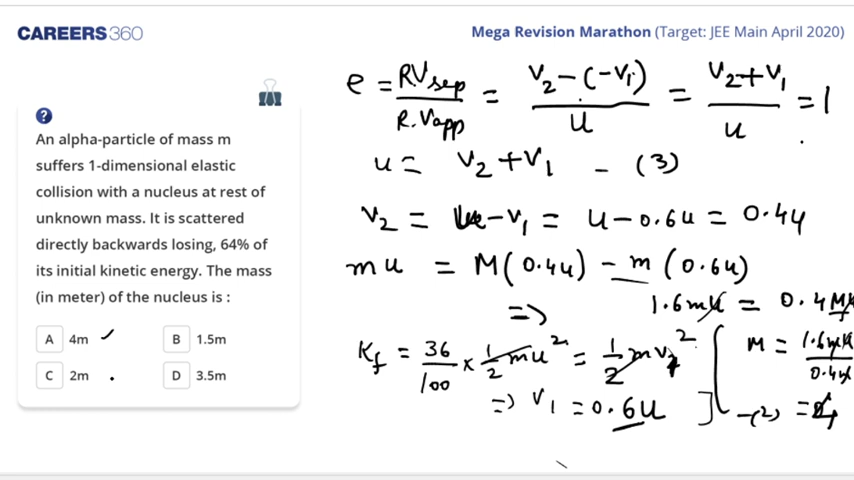 CAREERS360
Mega Revision Marathon (Target: JEE Main April 2020)
?
An alpha-particle of mass m
suffers 1-dimensional elastic
collision with a nucleus at rest of
unknown mass. It is scattered
directly backwards losing, 64% of
its initial kinetic energy. The mass
(in meter) of the nucleus is :
A 4m ✓ B 1.5m
C 2m . D 3.5m
e = RVsep / R.Vapp = v₂-(-v₁) / u = v₂+v₁ / u = 1
u = v₂+v₁ - (3)
v₂ = u-v₁ = u-0.6u = 0.4u
mu = M(0.4u) - m(0.6u)
=> 1.6mu = 0.4Mu
Kf = 36/100 × 1/2 mu² = 1/2 mv₁² M = 1.6mu / 0.4u
=> v₁ = 0.6u ] -(2) = 4